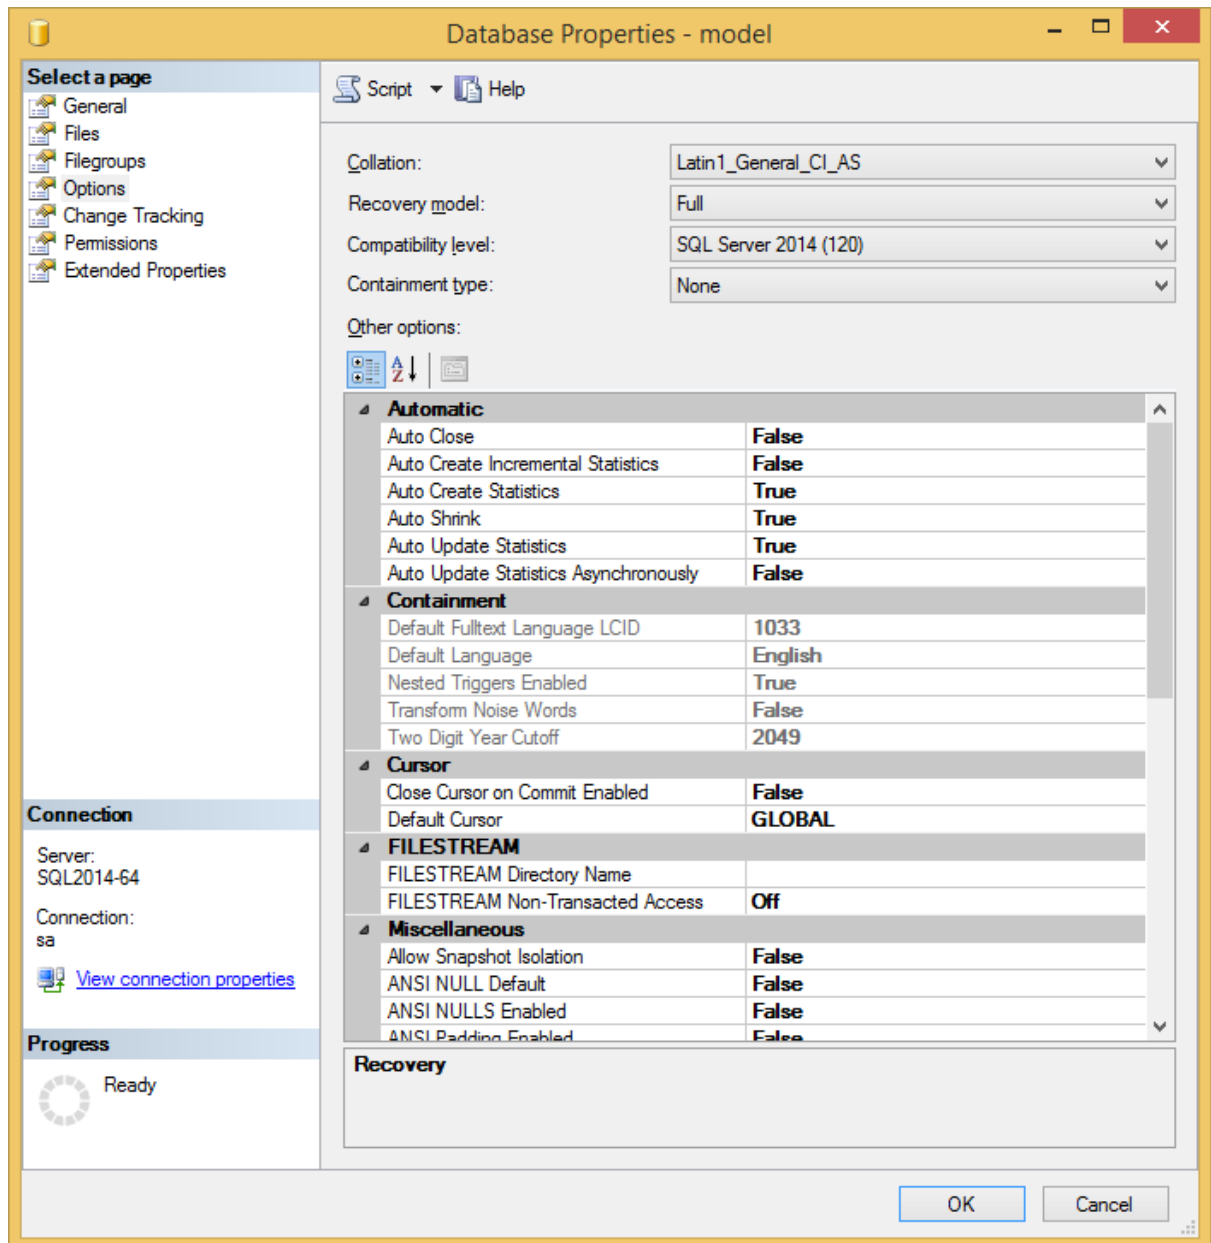 Database Properties - model
Select a page
General
Files
Filegroups
Options
Change Tracking
Permissions
Extended Properties
Connection
Server:
SQL2014-64
Connection:
sa
View connection properties
Progress
Ready
Script Help
Collation: Latin1_General_CI_AS
Recovery model: Full
Compatibility level: SQL Server 2014 (120)
Containment type: None
Other options:
Automatic
Auto Close False
Auto Create Incremental Statistics False
Auto Create Statistics True
Auto Shrink True
Auto Update Statistics True
Auto Update Statistics Asynchronously False
Containment
Default Fulltext Language LCID 1033
Default Language English
Nested Triggers Enabled True
Transform Noise Words False
Two Digit Year Cutoff 2049
Cursor
Close Cursor on Commit Enabled False
Default Cursor GLOBAL
FILESTREAM
FILESTREAM Directory Name
FILESTREAM Non-Transacted Access Off
Miscellaneous
Allow Snapshot Isolation False
ANSI NULL Default False
ANSI NULLS Enabled False
ANSI Padding Enabled False
Recovery
OK Cancel